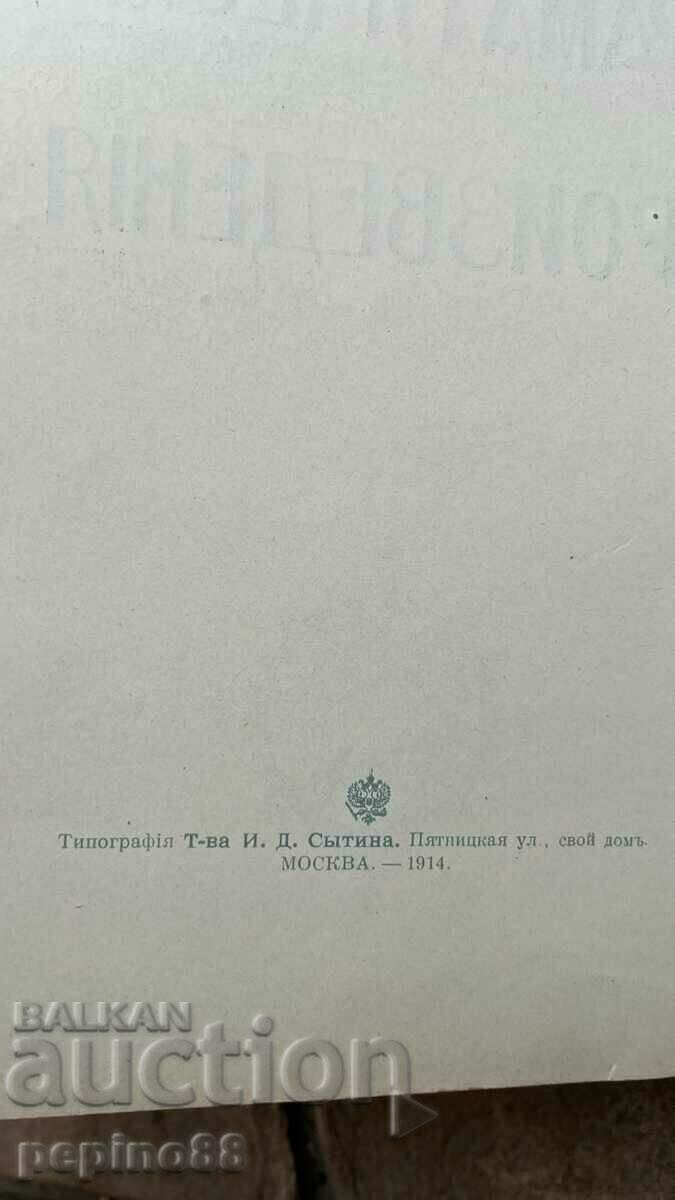 Типографія Т-ва И. Д. Сытина. Пятницкая ул., свой домъ.
МОСКВА. — 1914.
BALKAN
auction
pepino88